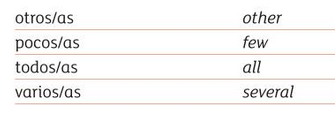 otros/as other
pocos/as few
todos/as all
varios/as several